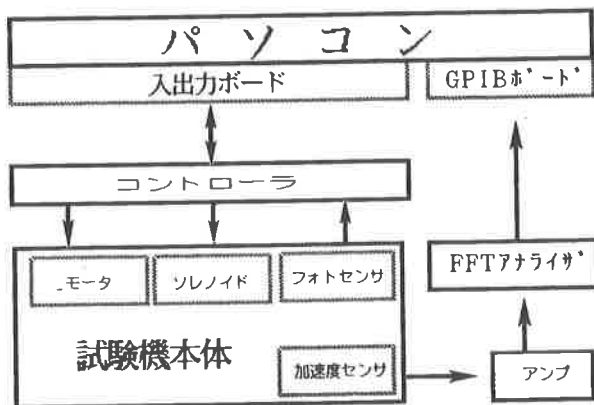 パソコン
入出力ボード
GPIBボード
コントローラ
モータ
ソレノイド
フォトセンサ
FFTアナライザ
試験機本体
加速度センサ
アンプ